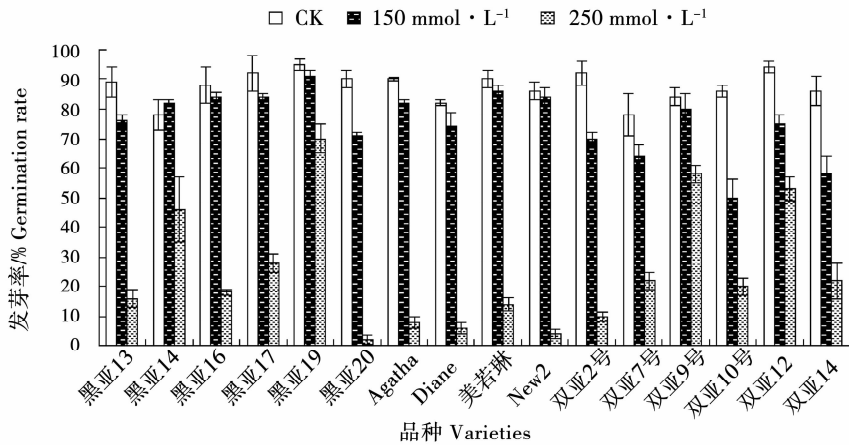 CK 150 mmol·L⁻¹ 250 mmol·L⁻¹
发芽率/% Germination rate
100
90
80
70
60
50
40
30
20
10
0
黑亚13
黑亚14
黑亚16
黑亚17
黑亚19
黑亚20
Agatha
Diane
美若琳
New2
双亚2号
双亚7号
双亚9号
双亚10号
双亚12
双亚14
品种 Varieties